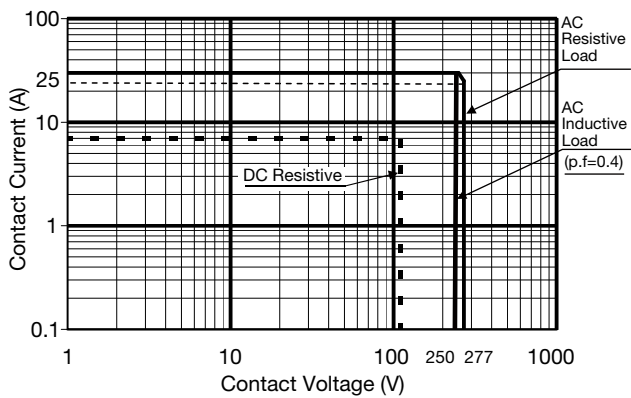 100
25
10
1
0.1
Contact Current (A)
1
10
100
250
277
1000
Contact Voltage (V)
DC Resistive
AC
Resistive
Load
AC
Inductive
Load
(p.f=0.4)